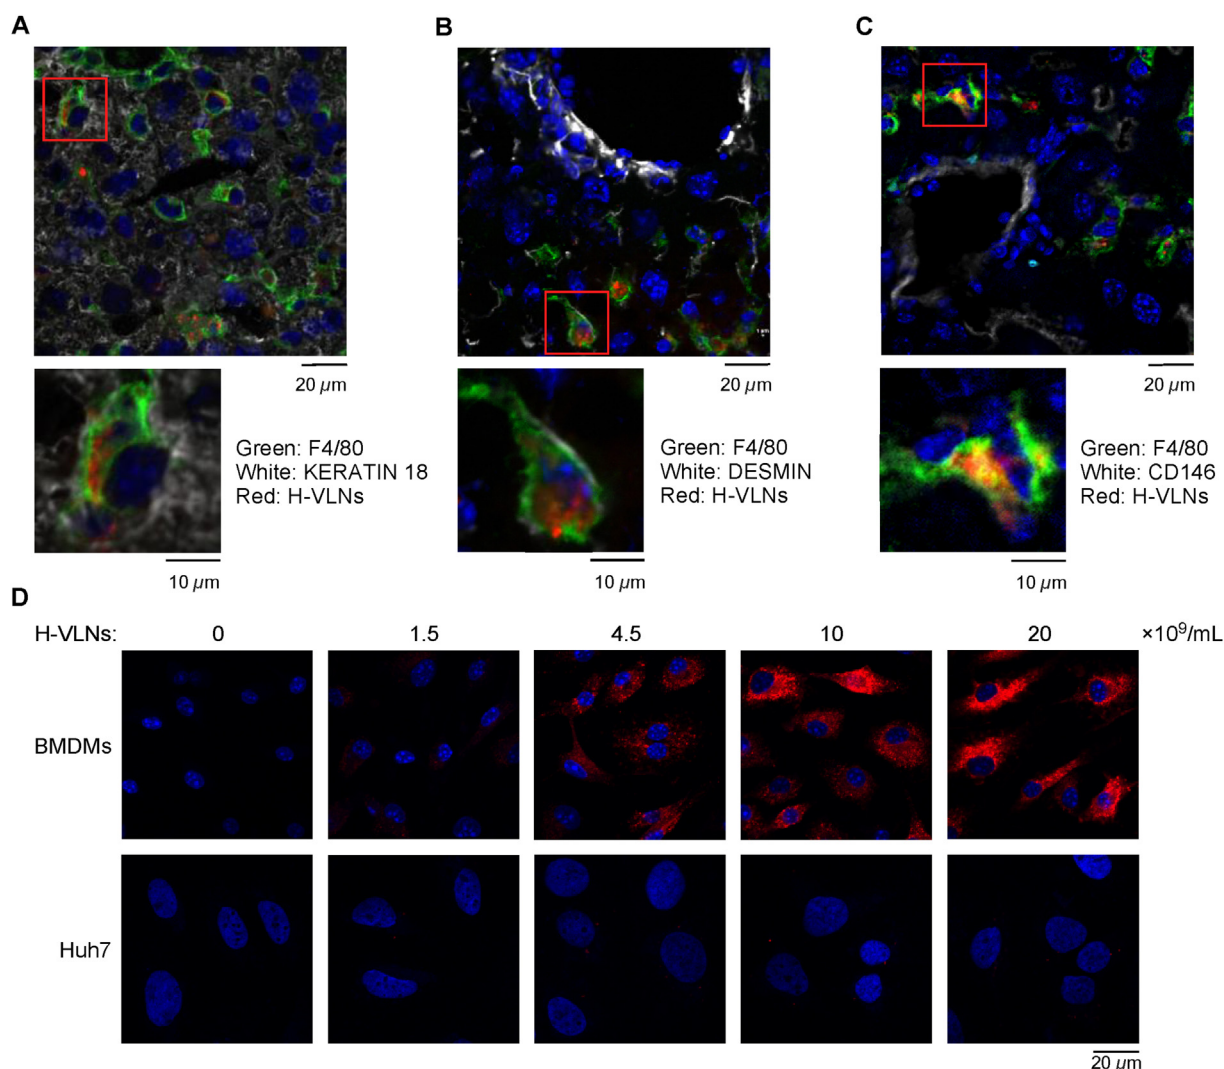 A
B
C
20 µm
20 µm
20 µm
Green: F4/80
White: KERATIN 18
Red: H-VLNs
Green: F4/80
White: DESMIN
Red: H-VLNs
Green: F4/80
White: CD146
Red: H-VLNs
10 µm
10 µm
10 µm
D
H-VLNs: 0 1.5 4.5 10 20 ×10⁹/mL
BMDMs
Huh7
20 µm